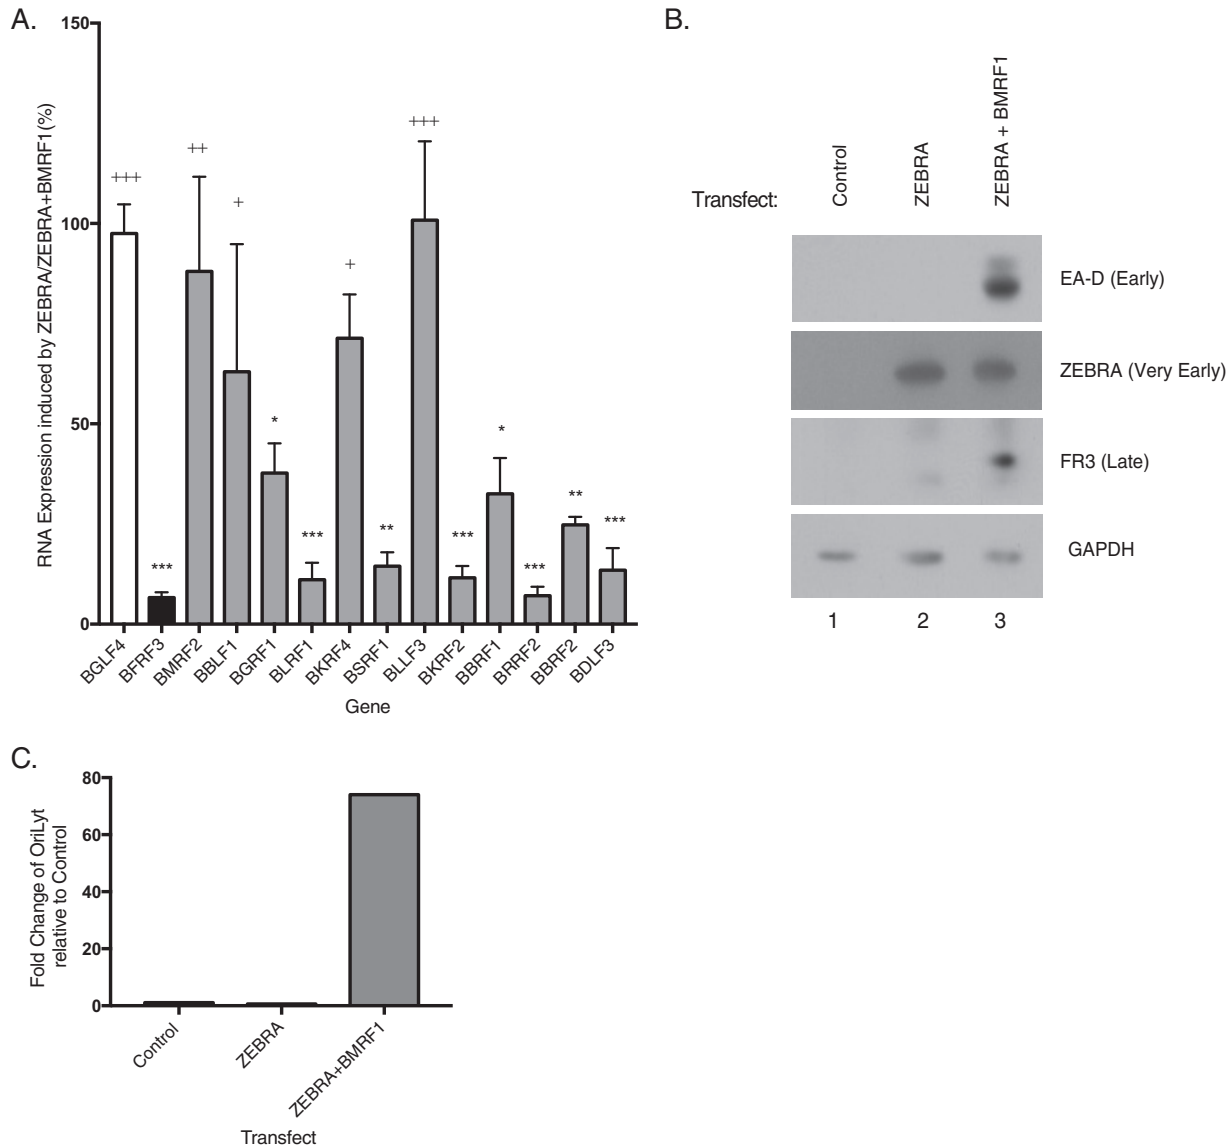 A.
RNA Expression induced by ZEBRA/ZEBRA+BMRF1(%)
150
100
50
0
+++
***
++
+
*
***
+
**
+++
***
*
***
**
***
BGLF4
BFRF3
BMRF2
BBLF1
BGRF1
BLRF1
BKRF4
BSRF1
BLLF3
BKRF2
BBRF1
BRRF2
BBRF2
BDLF3
Gene
B.
Transfect:
Control
ZEBRA
ZEBRA + BMRF1
EA-D (Early)
ZEBRA (Very Early)
FR3 (Late)
GAPDH
1 2 3
C.
Fold Change of OriLyt
relative to Control
80
60
40
20
0
Control
ZEBRA
ZEBRA+BMRF1
Transfect